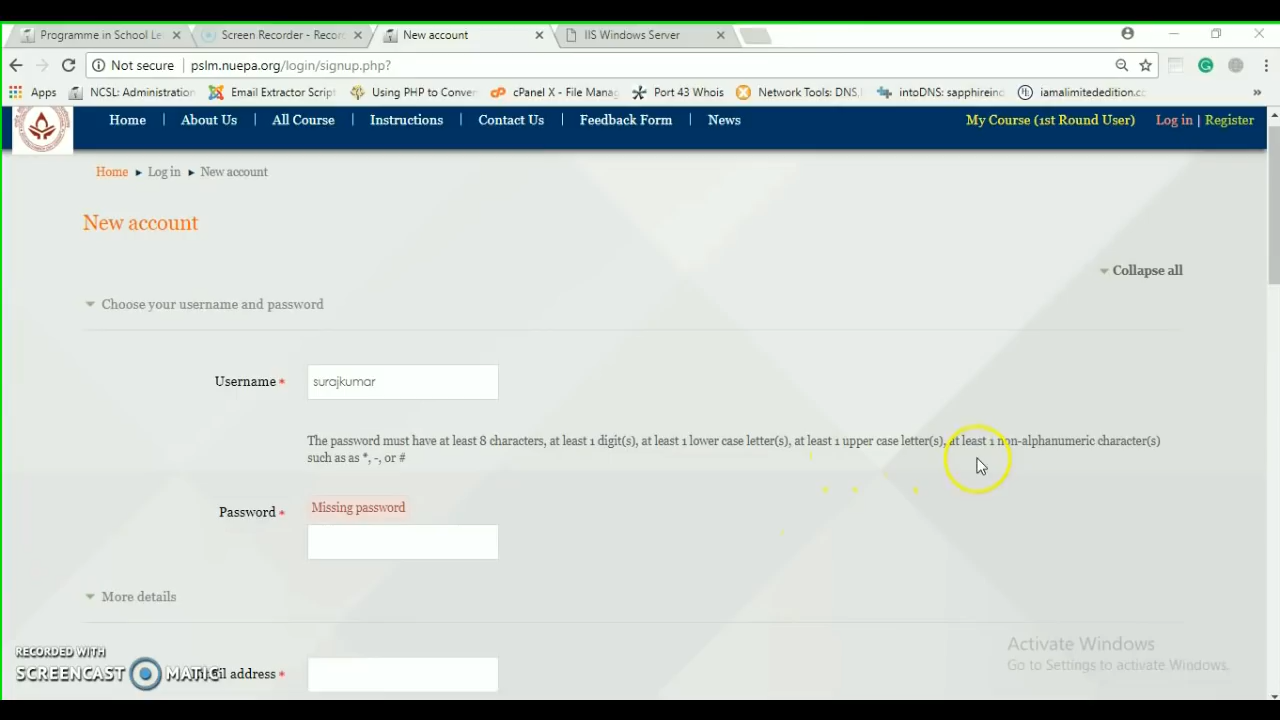 Programme in School Le
Screen Recorder - Recor
New account
IIS Windows Server
Not secure
pslm.nuepa.org/login/signup.php?
Apps
NCSL: Administration
Email Extractor Script
Using PHP to Conver
cPanel X - File Manag
Port 43 Whois
Network Tools: DNS,
intoDNS: sapphireinc
iamalimitededition.co
»
Home | About Us | All Course | Instructions | Contact Us | Feedback Form | News
My Course (1st Round User) Log in | Register
Home ► Log in ► New account
New account
Collapse all
Choose your username and password
Username *
surajkumar
The password must have at least 8 characters, at least 1 digit(s), at least 1 lower case letter(s), at least 1 upper case letter(s), at least 1 non-alphanumeric character(s)
such as as *, -, or #
Missing password
Password *
More details
RECORDED WITH
SCREENCAST MATIC
ail address *
Activate Windows
Go to Settings to activate Windows.